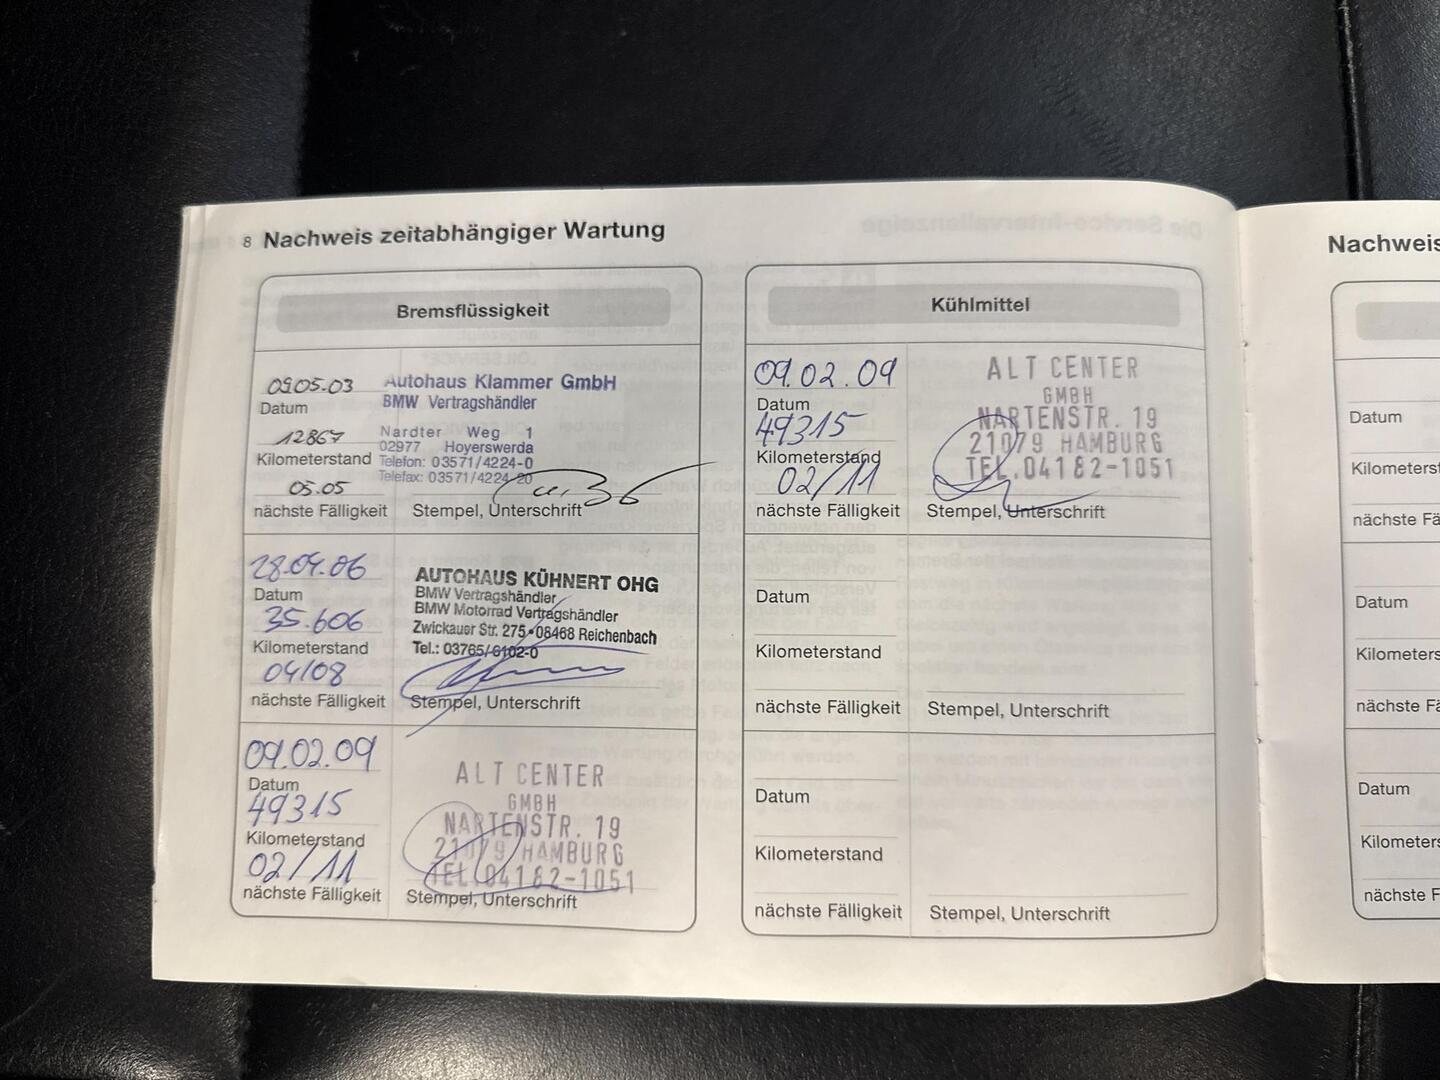 8 Nachweis zeitabhängiger Wartung
Bremsflüssigkeit
09.05.03
Datum
12867
Kilometerstand
05.05
nächste Fälligkeit
Autohaus Klammer GmbH
BMW Vertragshändler
Nardter Weg 1
02977 Hoyerswerda
Telefon: 03571/4224-0
Telefax: 03571/4224-20
Stempel, Unterschrift
28.04.06
Datum
35.606
Kilometerstand
04/08
nächste Fälligkeit
AUTOHAUS KÜHNERT OHG
BMW Vertragshändler
BMW Motorrad Vertragshändler
Zwickauer Str. 275•08468 Reichenbach
Tel.: 03765/6102-0
Stempel, Unterschrift
09.02.09
Datum
49315
Kilometerstand
02/11
nächste Fälligkeit
ALT CENTER
GMBH
NARTENSTR. 19
21079 HAMBURG
TEL.04182-1051
Stempel, Unterschrift
Kühlmittel
09.02.09
Datum
49315
Kilometerstand
02/11
nächste Fälligkeit
ALT CENTER
GMBH
NARTENSTR. 19
21079 HAMBURG
TEL.04182-1051
Stempel, Unterschrift
Datum
Kilometerstand
nächste Fälligkeit
Stempel, Unterschrift
Datum
Kilometerstand
nächste Fälligkeit
Stempel, Unterschrift
Nachweis
Datum
Kilometerst
nächste Fä
Datum
Kilometers
nächste Fä
Datum
Kilometers
nächste F